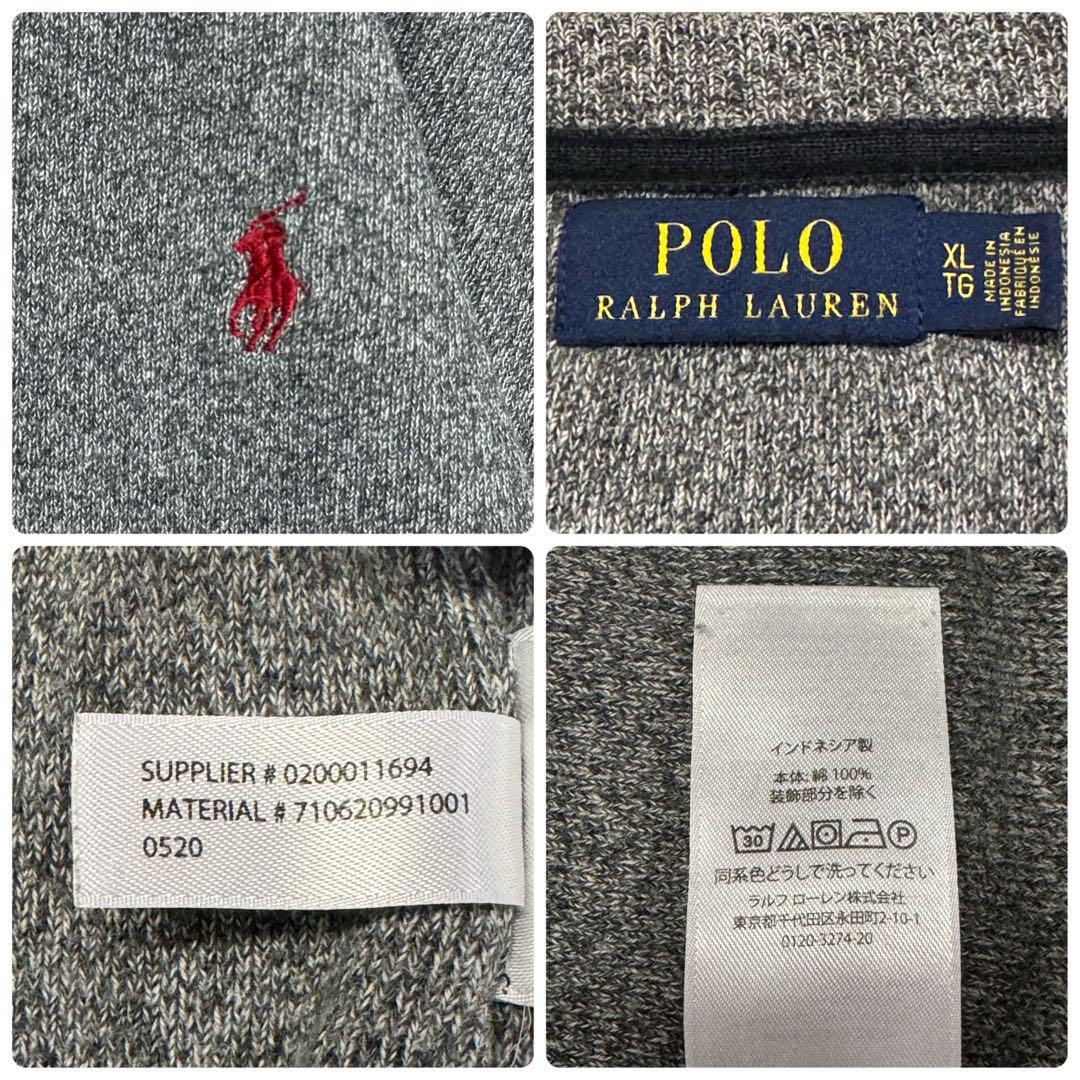 POLO
RALPH LAUREN
XL
TG
MADE IN
INDONESIA
FABRIQUÉ EN
INDONÉSIE
SUPPLIER # 0200011694
MATERIAL # 710620991001
0520
インドネシア製
本体: 綿 100%
装飾部分を除く
30
P
同系色どうしで洗ってください
ラルフ ローレン株式会社
東京都千代田区永田町2-10-1
0120-3274-20